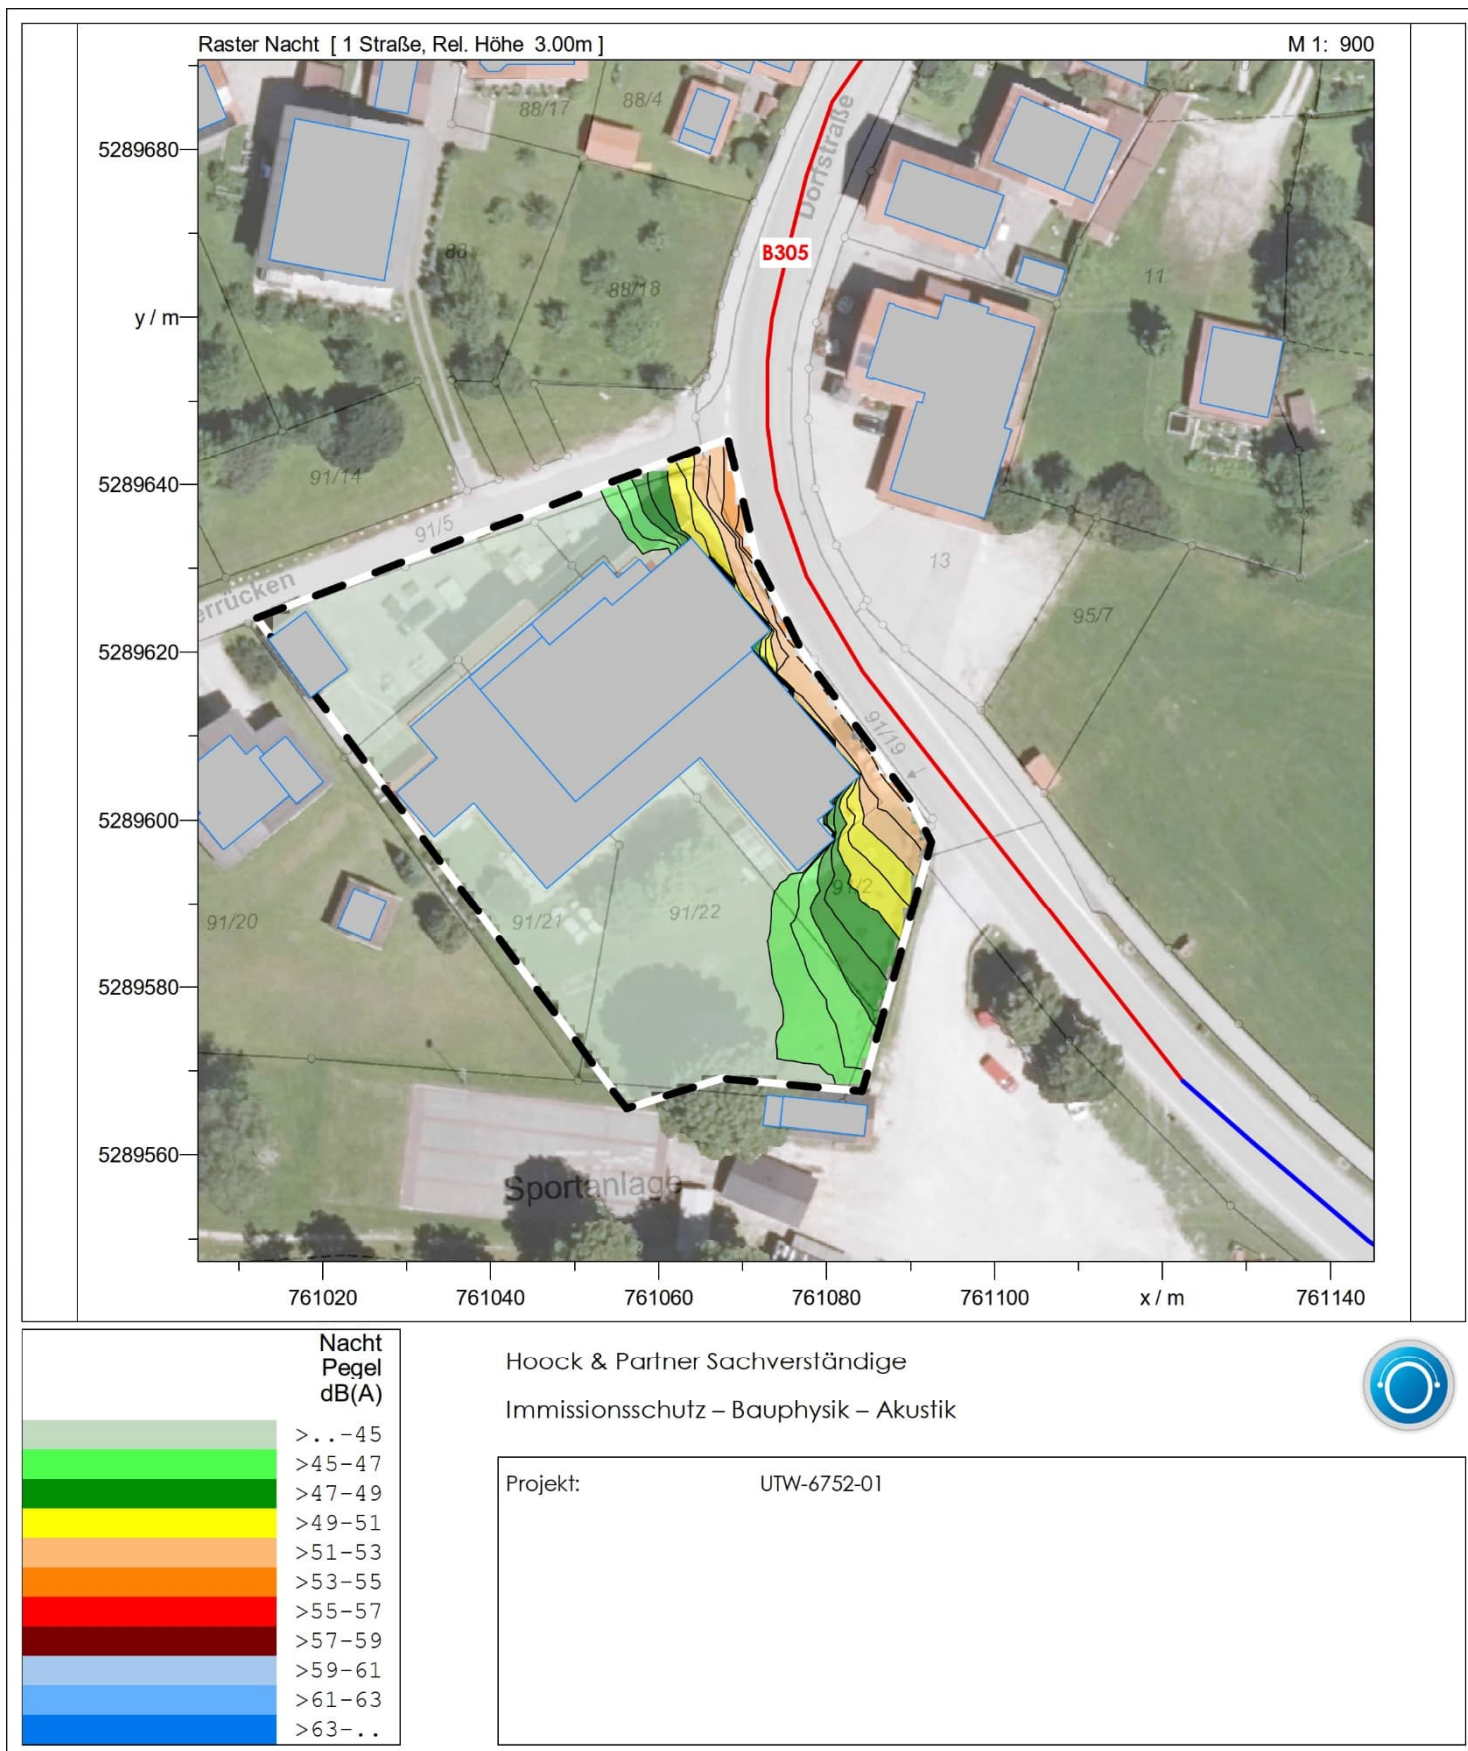 Raster Nacht [ 1 Straße, Rel. Höhe 3.00m ]
M 1: 900
88/17
88/4
5289680
Dorfstraße
86
B305
88/18
11
y / m
91/14
5289640
91/5
13
errücken
95/7
5289620
91/19
5289600
91/2
91/20
91/21
91/22
5289580
5289560
Sportanlage
761020
761040
761060
761080
761100
x / m
761140
Nacht
Pegel
dB(A)
>..-45
>45-47
>47-49
>49-51
>51-53
>53-55
>55-57
>57-59
>59-61
>61-63
>63-..
Hoock & Partner Sachverständige
Immissionsschutz – Bauphysik – Akustik
Projekt:
UTW-6752-01